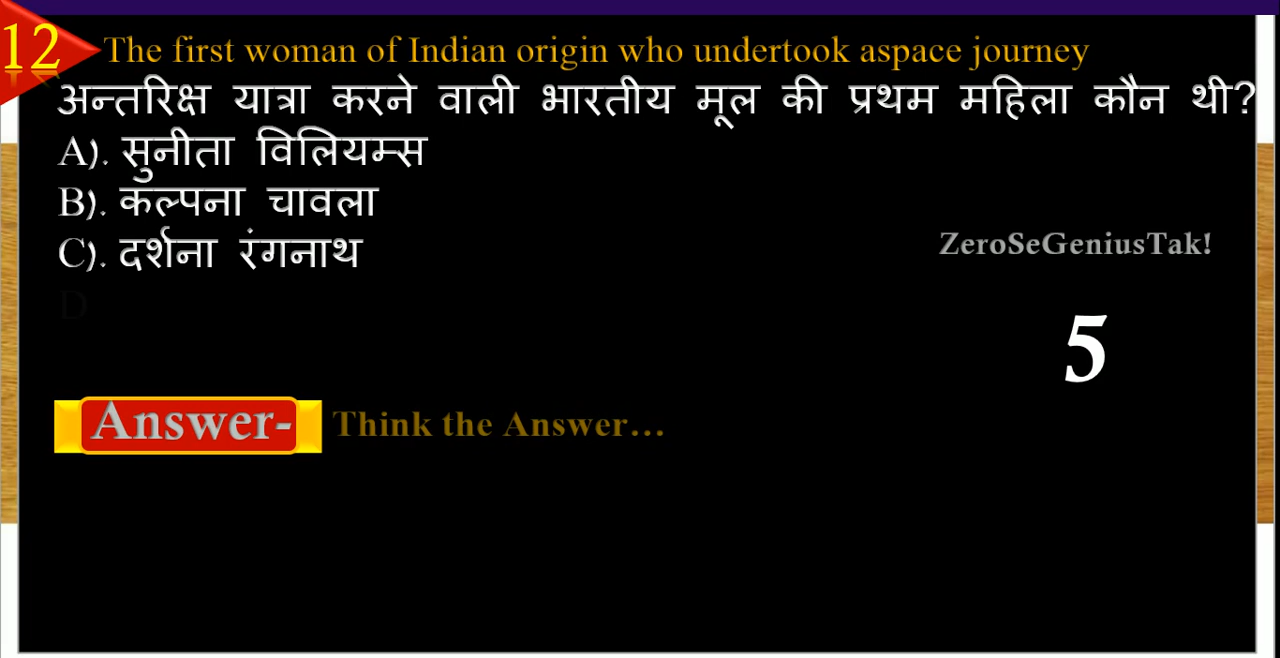 12
The first woman of Indian origin who undertook aspace journey
अन्तरिक्ष यात्रा करने वाली भारतीय मूल की प्रथम महिला कौन थी?
A). सुनीता विलियम्स
B). कल्पना चावला
C). दर्शना रंगनाथ
D
ZeroSeGeniusTak!
5
Answer- Think the Answer...